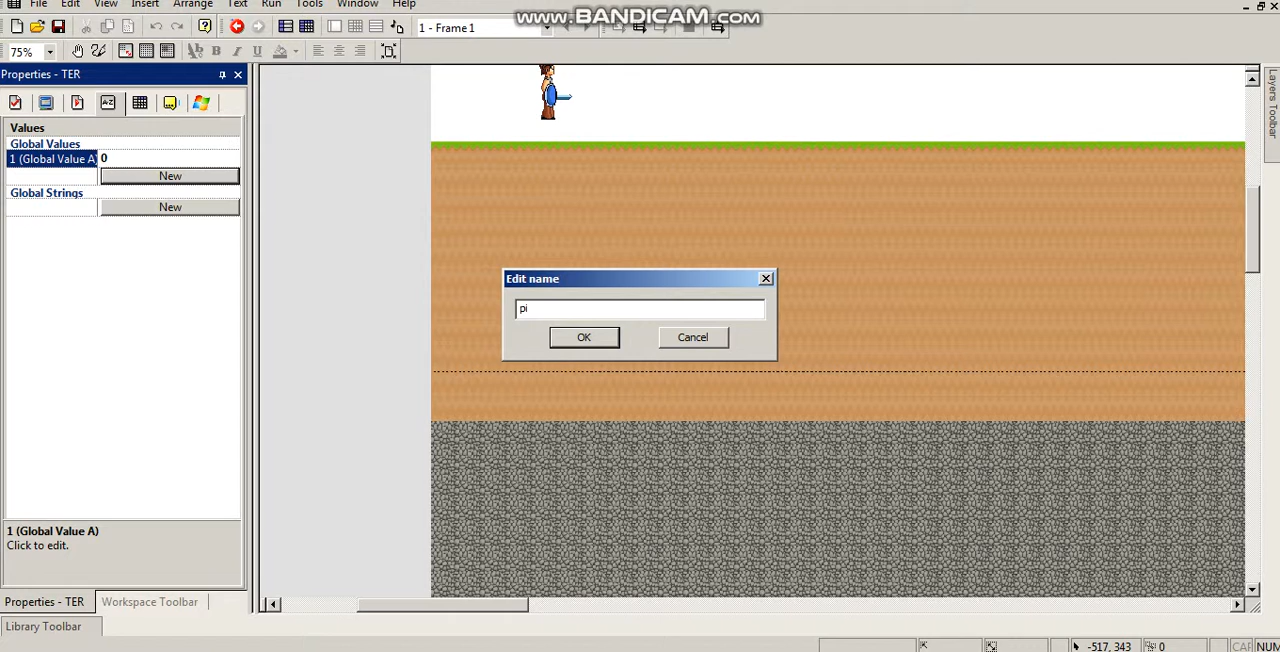 File Edit View Insert Arrange Text Run Tools Window Help
www.BANDICAM.com
1 - Frame 1
75%
B I U
Properties - TER
Values
Global Values
1 (Global Value A) 0
New
Global Strings
New
Edit name
pi
OK Cancel
1 (Global Value A)
Click to edit.
Properties - TER Workspace Toolbar
Library Toolbar
Layers Toolbar
-517, 343 0 CAP NUM